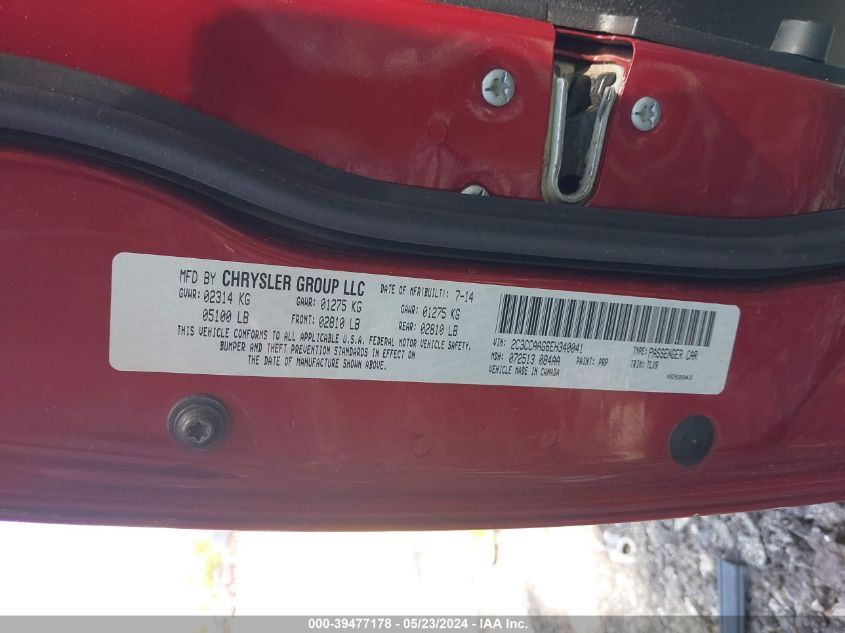 MFD BY CHRYSLER GROUP LLC DATE OF MFR(BUILT): 7-14
GVWR: 02314 KG GAWR: 01275 KG GAWR: 01275 KG
05100 LB FRONT: 02810 LB REAR: 02810 LB
THIS VEHICLE CONFORMS TO ALL APPLICABLE U.S.A. FEDERAL MOTOR VEHICLE SAFETY,
BUMPER AND THEFT PREVENTION STANDARDS IN EFFECT ON
THE DATE OF MANUFACTURE SHOWN ABOVE.
VIN: 2C3CCAAG6EH340041 TYPE: PASSENGER CAR
MDH: 072513 084AA PAINT: PRP TRIM: TLX9
VEHICLE MADE IN CANADA 4658943
000-39477178 - 05/23/2024 - IAA Inc.